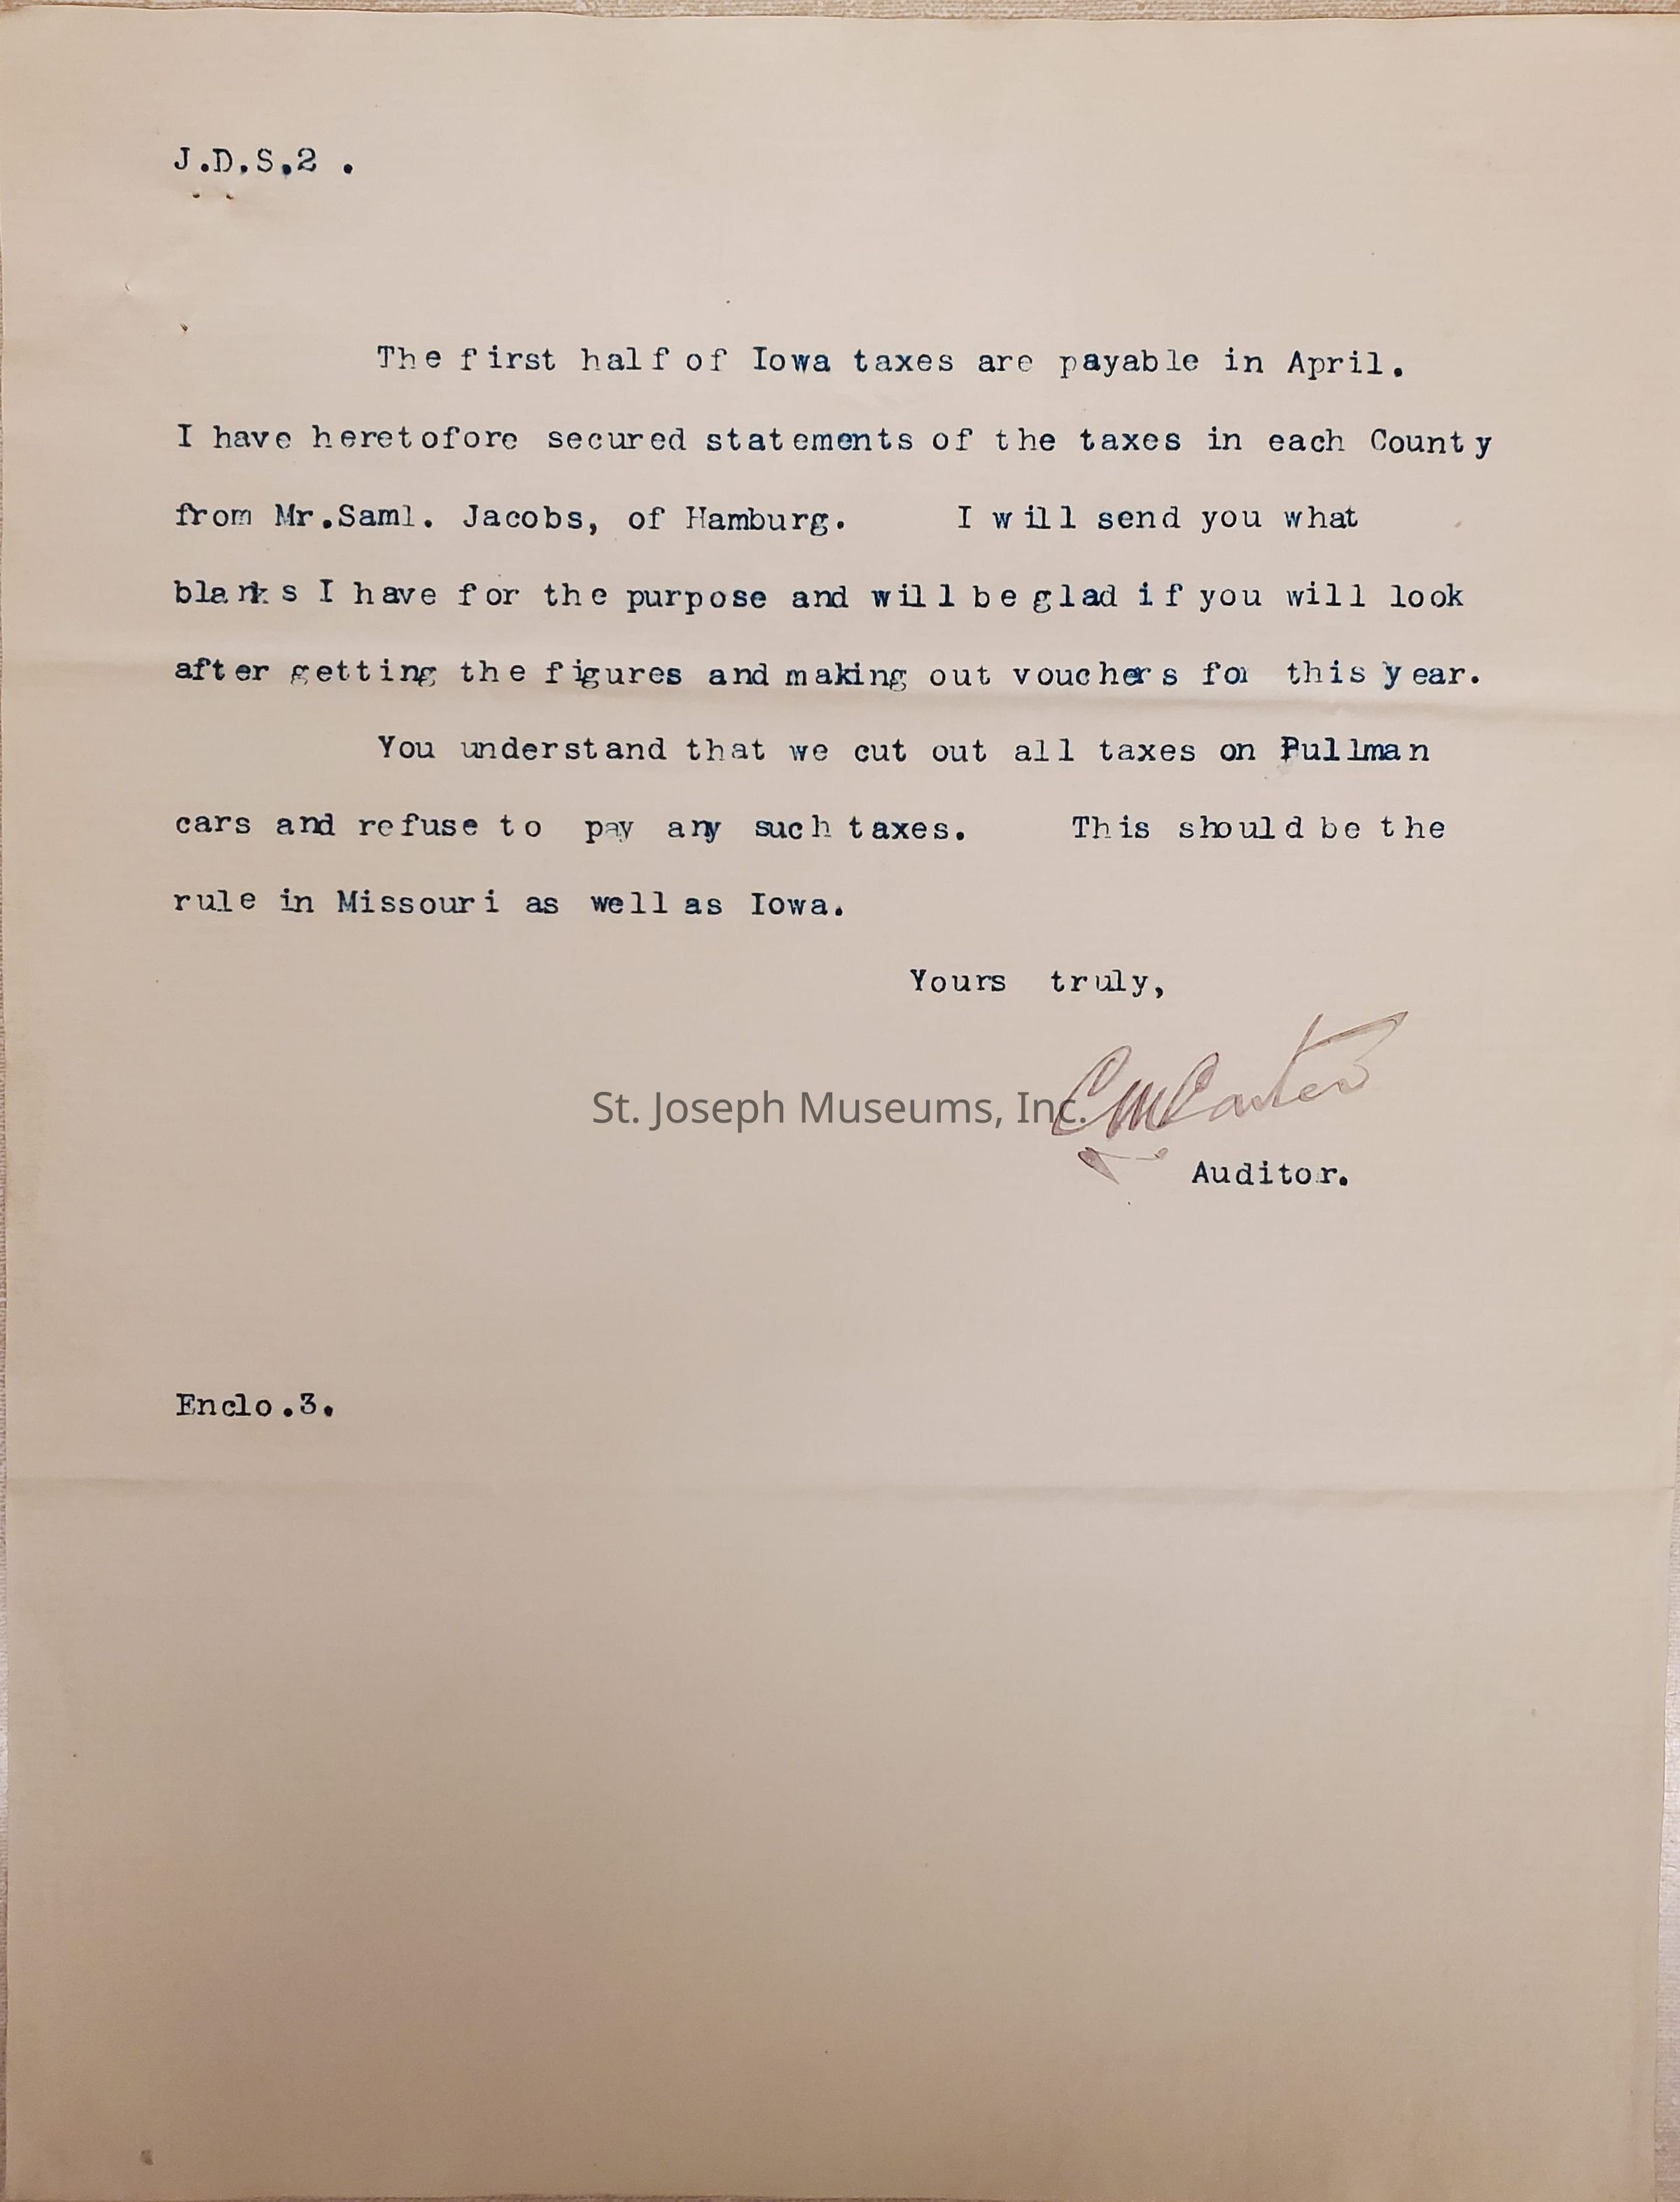 J.D.S.2 .
The first half of Iowa taxes are payable in April.
I have heretofore secured statements of the taxes in each County
from Mr.Saml. Jacobs, of Hamburg. I will send you what
blanks I have for the purpose and will be glad if you will look
after getting the figures and making out vouchers for this year.
You understand that we cut out all taxes on Pullman
cars and refuse to pay any such taxes. This should be the
rule in Missouri as well as Iowa.
Yours truly,
CMCarter
St. Joseph Museums, Inc.
Auditor.
Enclo.3.